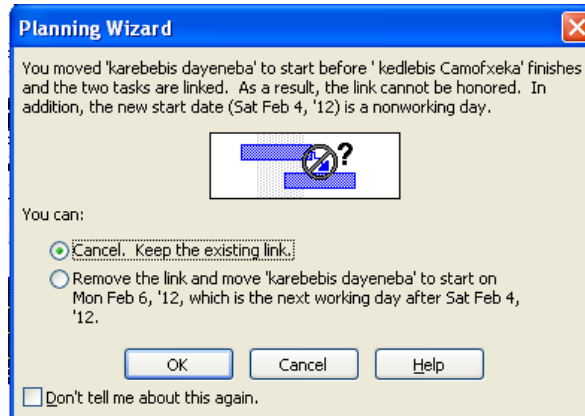 Planning Wizard
You moved 'karebebis dayeneba' to start before ' kedlebis Camofxeka' finishes
and the two tasks are linked.  As a result, the link cannot be honored.  In
addition, the new start date (Sat Feb 4, '12) is a nonworking day.
?
You can:
Cancel.  Keep the existing link.
Remove the link and move 'karebebis dayeneba' to start on
Mon Feb 6, '12, which is the next working day after Sat Feb 4,
'12.
OK Cancel Help
Don't tell me about this again.